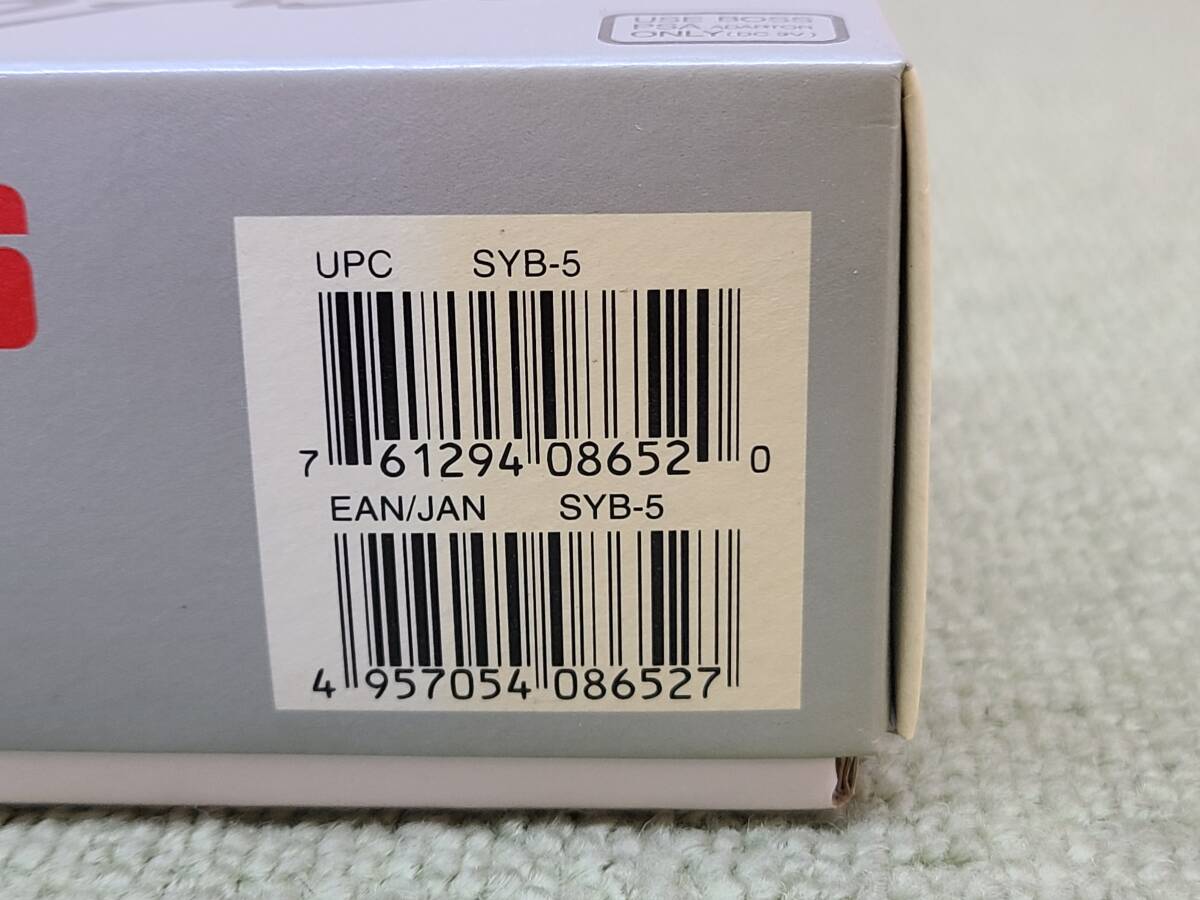 USE BOSS
PSA ADAPTOR
ONLY (DC 9V)
UPC SYB-5
7 61294 08652 0
EAN/JAN SYB-5
4 957054 086527